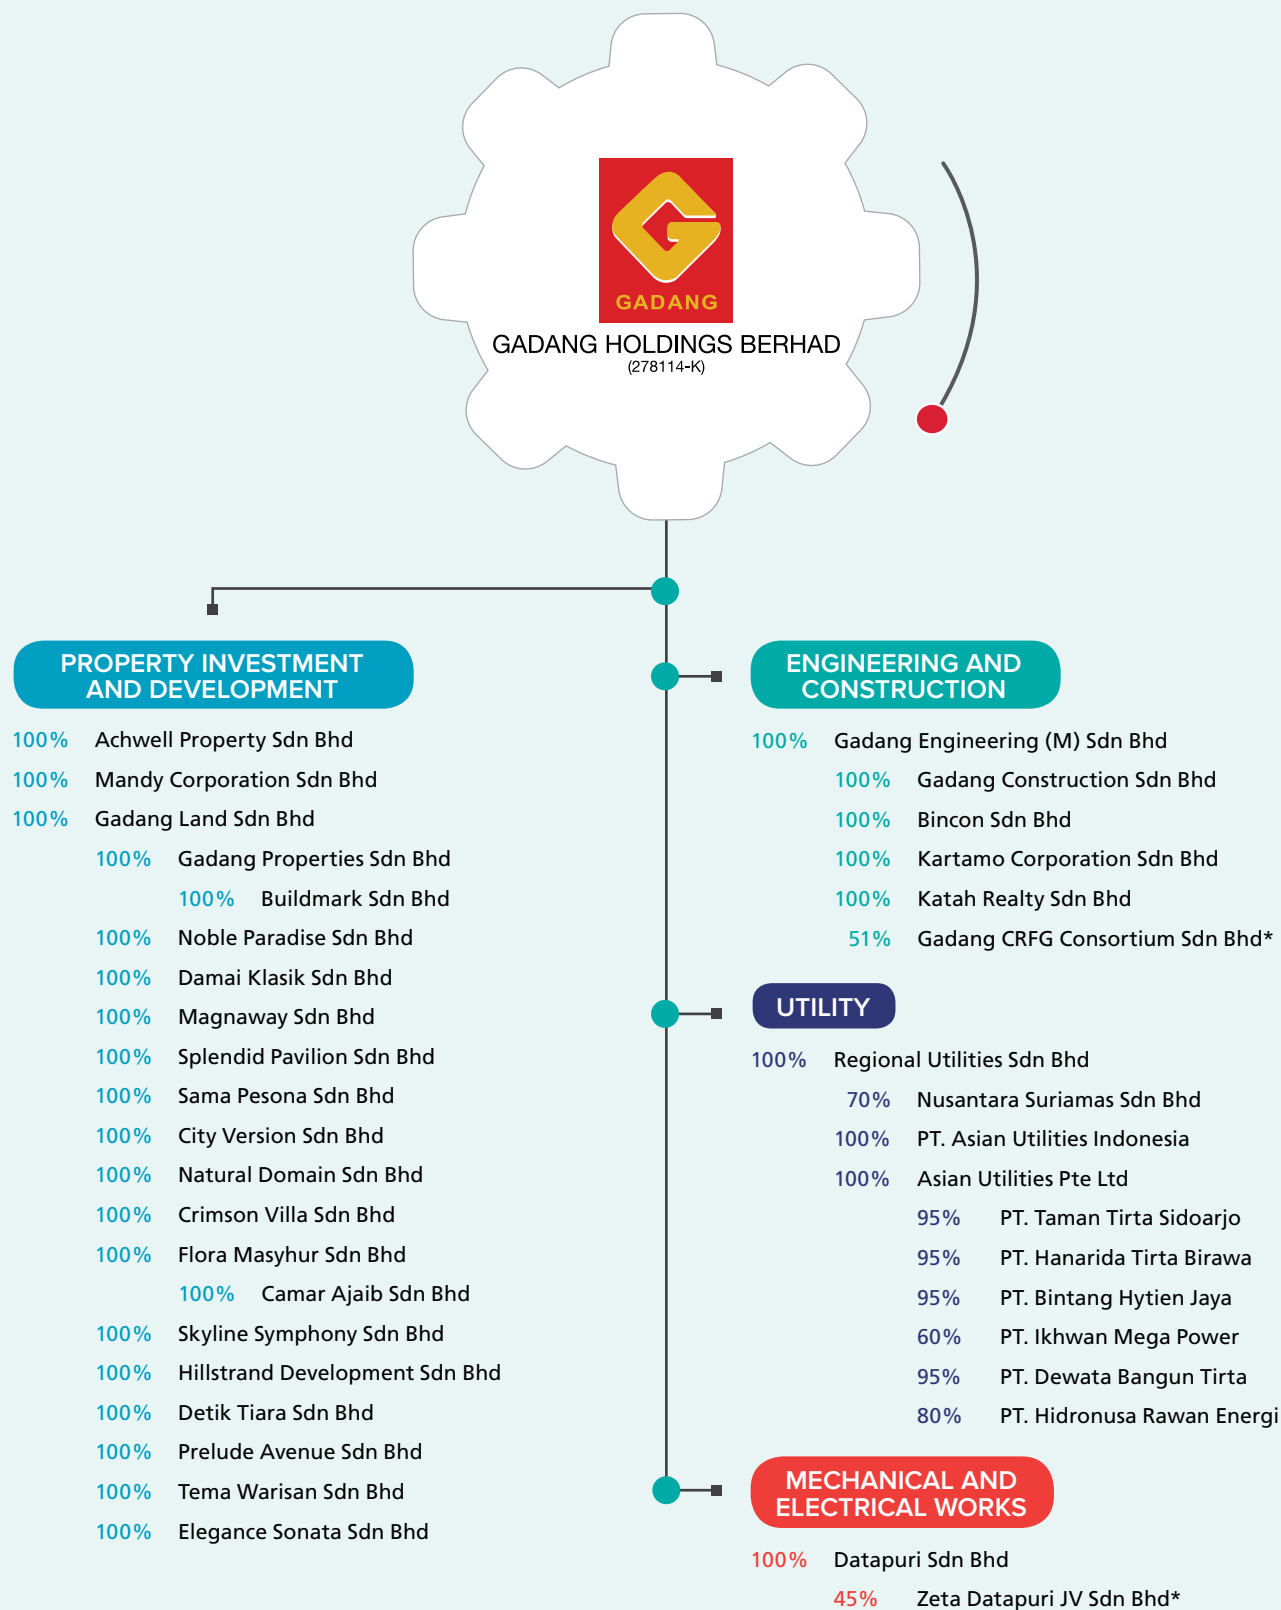 GADANG
GADANG HOLDINGS BERHAD
(278114-K)
PROPERTY INVESTMENT
AND DEVELOPMENT
100% Achwell Property Sdn Bhd
100% Mandy Corporation Sdn Bhd
100% Gadang Land Sdn Bhd
100% Gadang Properties Sdn Bhd
100% Buildmark Sdn Bhd
100% Noble Paradise Sdn Bhd
100% Damai Klasik Sdn Bhd
100% Magnaway Sdn Bhd
100% Splendid Pavilion Sdn Bhd
100% Sama Pesona Sdn Bhd
100% City Version Sdn Bhd
100% Natural Domain Sdn Bhd
100% Crimson Villa Sdn Bhd
100% Flora Masyhur Sdn Bhd
100% Camar Ajaib Sdn Bhd
100% Skyline Symphony Sdn Bhd
100% Hillstrand Development Sdn Bhd
100% Detik Tiara Sdn Bhd
100% Prelude Avenue Sdn Bhd
100% Tema Warisan Sdn Bhd
100% Elegance Sonata Sdn Bhd
ENGINEERING AND
CONSTRUCTION
100% Gadang Engineering (M) Sdn Bhd
100% Gadang Construction Sdn Bhd
100% Bincon Sdn Bhd
100% Kartamo Corporation Sdn Bhd
100% Katah Realty Sdn Bhd
51% Gadang CRFG Consortium Sdn Bhd*
UTILITY
100% Regional Utilities Sdn Bhd
70% Nusantara Suriamas Sdn Bhd
100% PT. Asian Utilities Indonesia
100% Asian Utilities Pte Ltd
95% PT. Taman Tirta Sidoarjo
95% PT. Hanarida Tirta Birawa
95% PT. Bintang Hytien Jaya
60% PT. Ikhwan Mega Power
95% PT. Dewata Bangun Tirta
80% PT. Hidronusa Rawan Energi
MECHANICAL AND
ELECTRICAL WORKS
100% Datapuri Sdn Bhd
45% Zeta Datapuri JV Sdn Bhd*